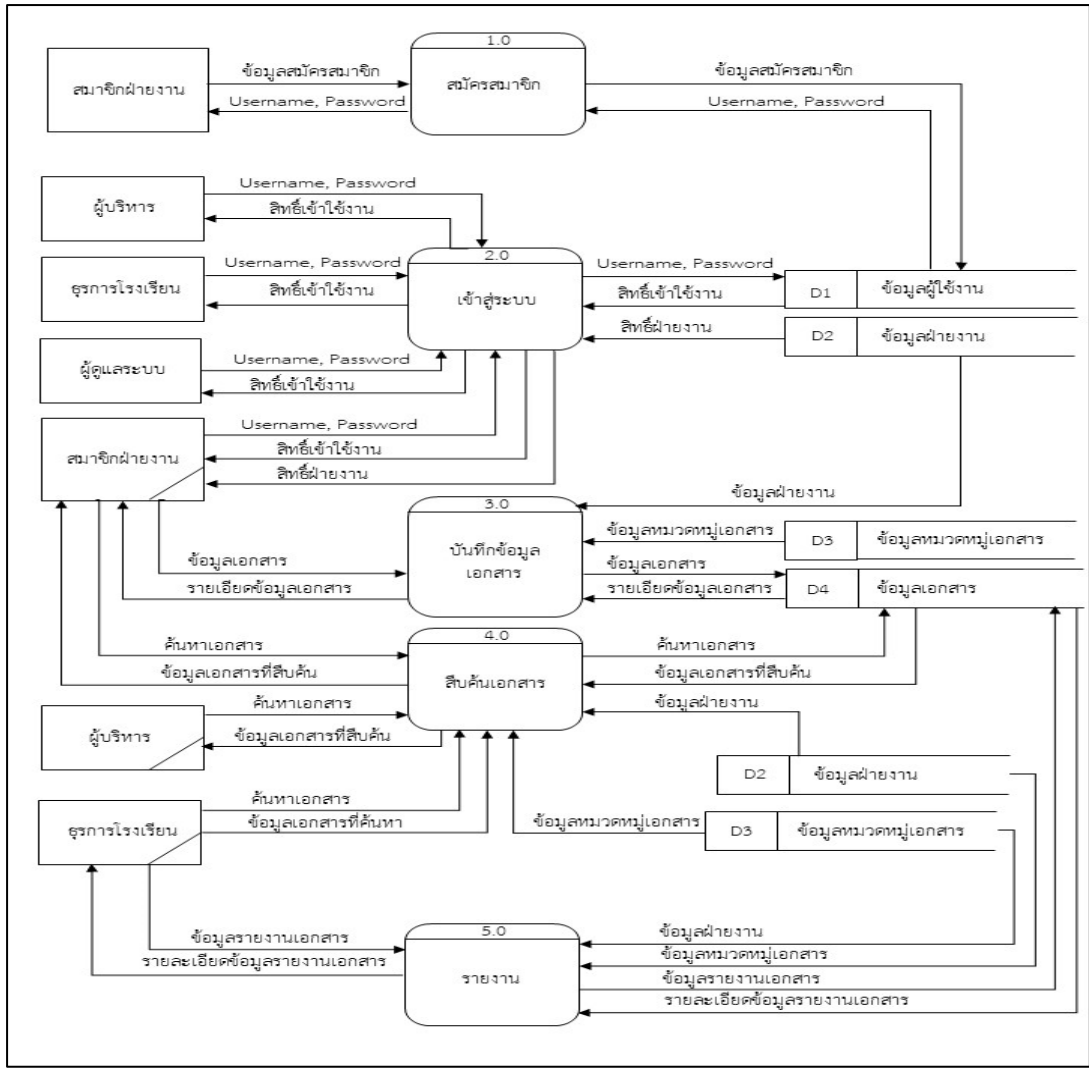 1.0
สมาชิกฝ่ายงาน
ข้อมูลสมัครสมาชิก
สมัครสมาชิก
ข้อมูลสมัครสมาชิก
Username, Password
Username, Password
ผู้บริหาร
Username, Password
สิทธิ์เข้าใช้งาน
2.0
ธุรการโรงเรียน
Username, Password
สิทธิ์เข้าใช้งาน
เข้าสู่ระบบ
Username, Password
สิทธิ์เข้าใช้งาน
D1
ข้อมูลผู้ใช้งาน
สิทธิ์ฝ่ายงาน
D2
ข้อมูลฝ่ายงาน
ผู้ดูแลระบบ
Username, Password
สิทธิ์เข้าใช้งาน
สมาชิกฝ่ายงาน
Username, Password
สิทธิ์เข้าใช้งาน
สิทธิ์ฝ่ายงาน
ข้อมูลฝ่ายงาน
3.0
บันทึกข้อมูล
เอกสาร
ข้อมูลหมวดหมู่เอกสาร
D3
ข้อมูลหมวดหมู่เอกสาร
ข้อมูลเอกสาร
รายเอียดข้อมูลเอกสาร
ข้อมูลเอกสาร
รายเอียดข้อมูลเอกสาร
D4
ข้อมูลเอกสาร
4.0
ค้นหาเอกสาร
ข้อมูลเอกสารที่สืบค้น
สืบค้นเอกสาร
ค้นหาเอกสาร
ข้อมูลเอกสารที่สืบค้น
ข้อมูลฝ่ายงาน
ผู้บริหาร
ค้นหาเอกสาร
ข้อมูลเอกสารที่สืบค้น
D2
ข้อมูลฝ่ายงาน
ธุรการโรงเรียน
ค้นหาเอกสาร
ข้อมูลเอกสารที่ค้นหา
ข้อมูลหมวดหมู่เอกสาร
D3
ข้อมูลหมวดหมู่เอกสาร
5.0
รายงาน
ข้อมูลรายงานเอกสาร
รายละเอียดข้อมูลรายงานเอกสาร
ข้อมูลฝ่ายงาน
ข้อมูลหมวดหมู่เอกสาร
ข้อมูลรายงานเอกสาร
รายละเอียดข้อมูลรายงานเอกสาร